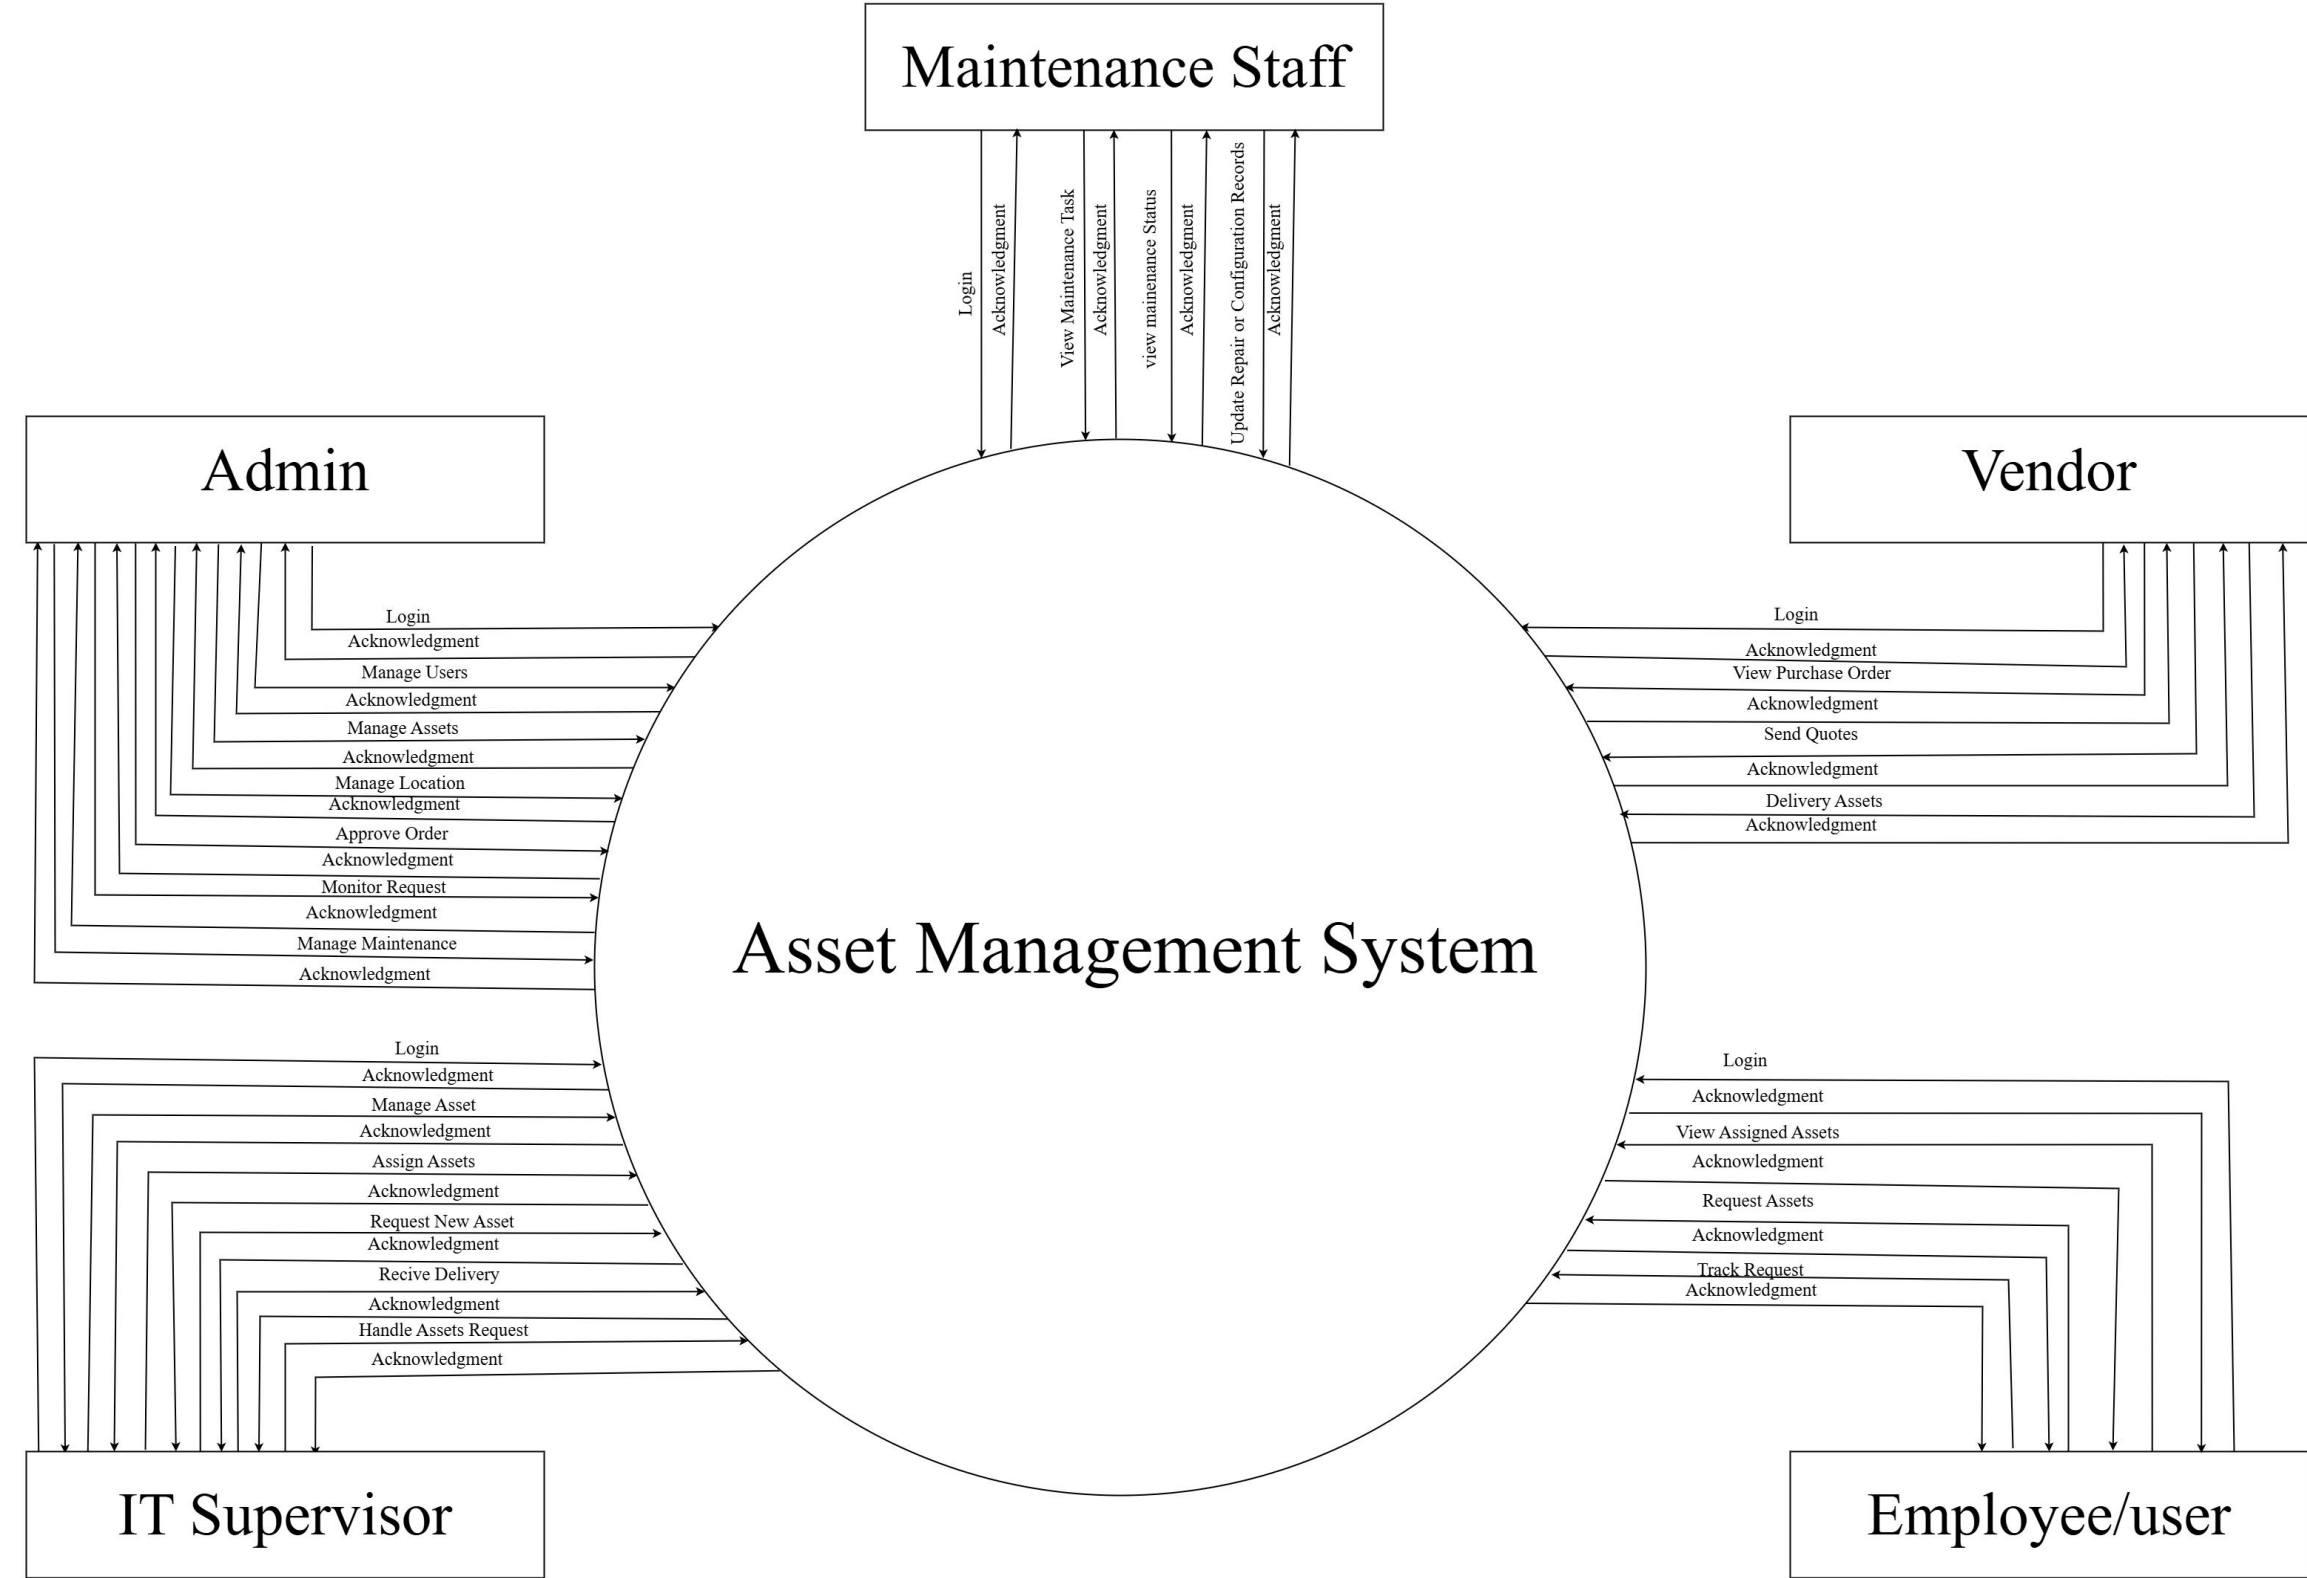 Maintenance Staff
Login
Acknowledgment
View Maintenance Task
Acknowledgment
view mainenance Status
Acknowledgment
Update Repair or Configuration Records
Acknowledgment
Admin
Login
Acknowledgment
Manage Users
Acknowledgment
Manage Assets
Acknowledgment
Manage Location
Acknowledgment
Approve Order
Acknowledgment
Monitor Request
Acknowledgment
Manage Maintenance
Acknowledgment
Vendor
Login
Acknowledgment
View Purchase Order
Acknowledgment
Send Quotes
Acknowledgment
Delivery Assets
Acknowledgment
Asset Management System
Login
Acknowledgment
Manage Asset
Acknowledgment
Assign Assets
Acknowledgment
Request New Asset
Acknowledgment
Recive Delivery
Acknowledgment
Handle Assets Request
Acknowledgment
IT Supervisor
Login
Acknowledgment
View Assigned Assets
Acknowledgment
Request Assets
Acknowledgment
Track Request
Acknowledgment
Employee/user